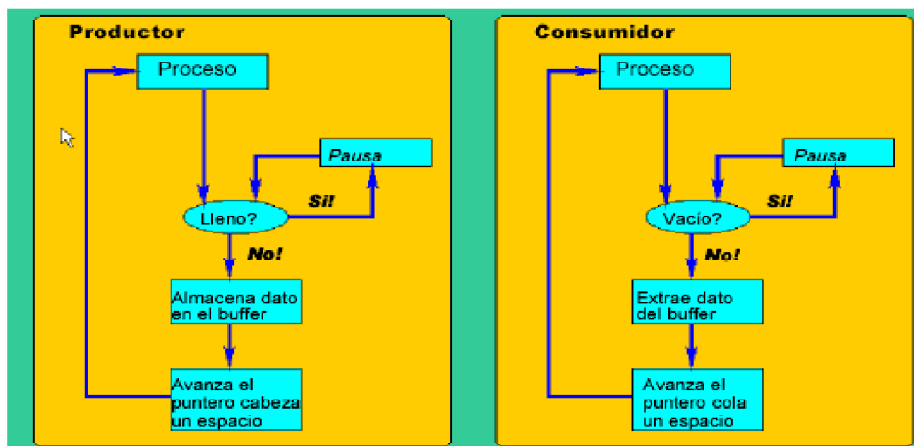 Productor
Proceso
Pausa
Si!
Lleno?
No!
Almacena dato
en el buffer
Avanza el
puntero cabeza
un espacio
Consumidor
Proceso
Pausa
Si!
Vacío?
No!
Extrae dato
del buffer
Avanza el
puntero cola
un espacio